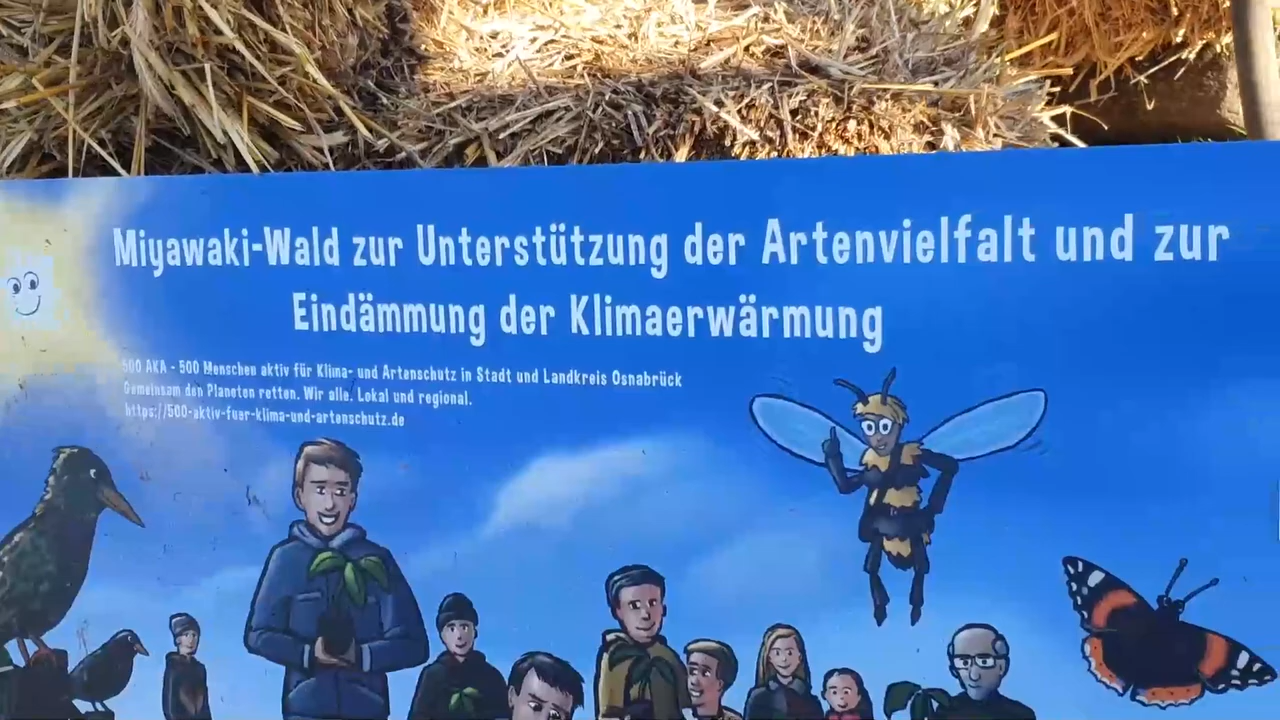 Miyawaki-Wald zur Unterstützung der Artenvielfalt und zur
Eindämmung der Klimaerwärmung
500 AKA - 500 Menschen aktiv für Klima- und Artenschutz in Stadt und Landkreis Osnabrück
Gemeinsam den Planeten retten. Wir alle. Lokal und regional.
https://500-aktiv-fuer-klima-und-artenschutz.de